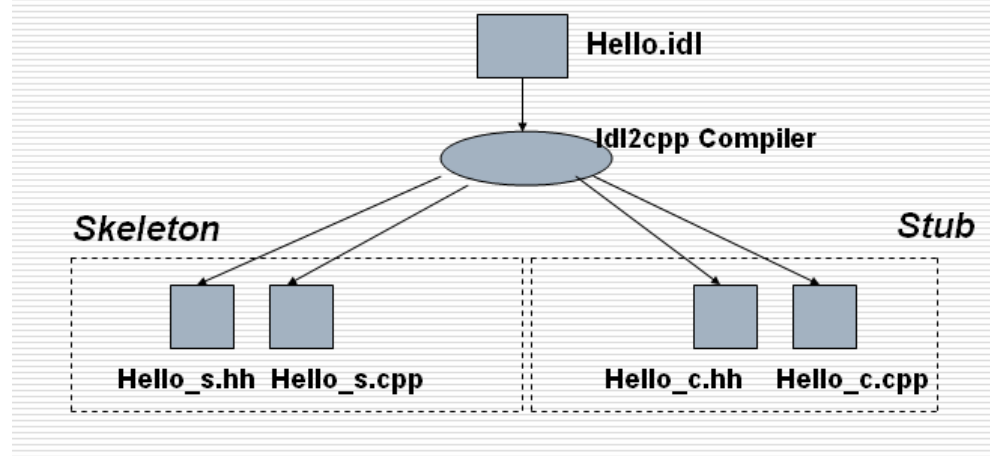 Hello.idl
Idl2cpp Compiler
Skeleton
Stub
Hello_s.hh Hello_s.cpp
Hello_c.hh Hello_c.cpp